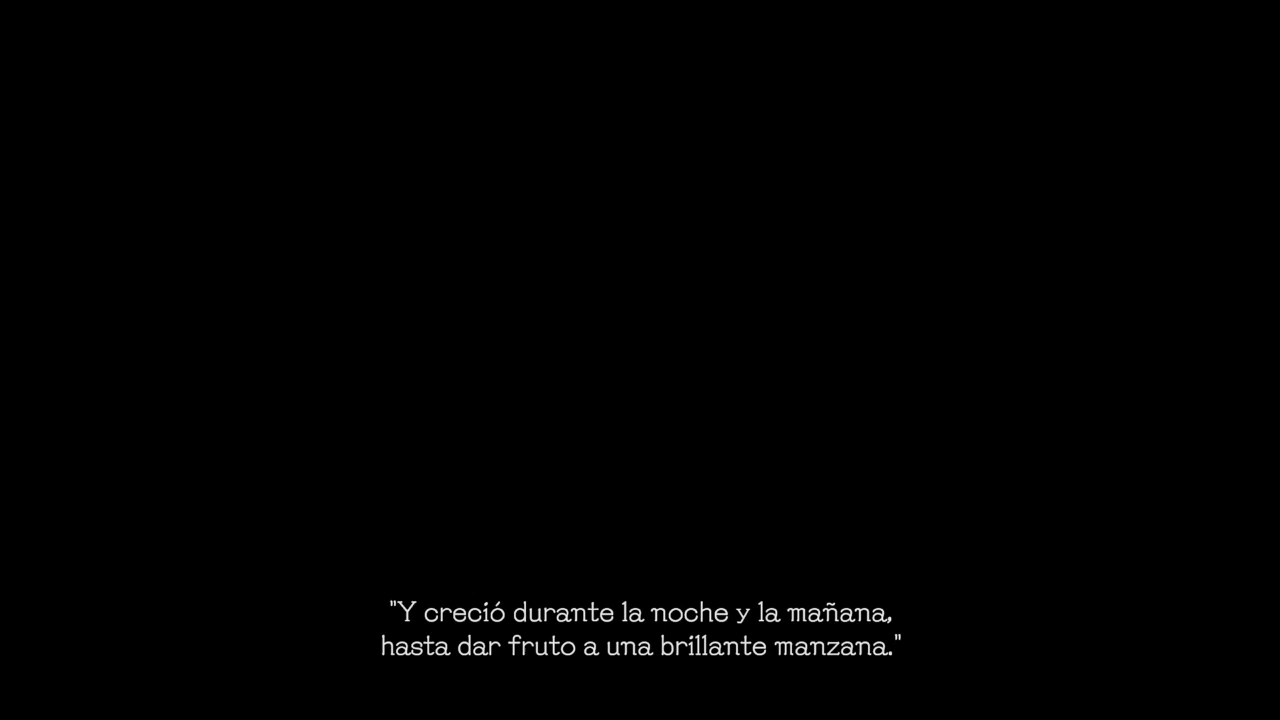 "Y creció durante la noche y la mañana,
hasta dar fruto a una brillante manzana."